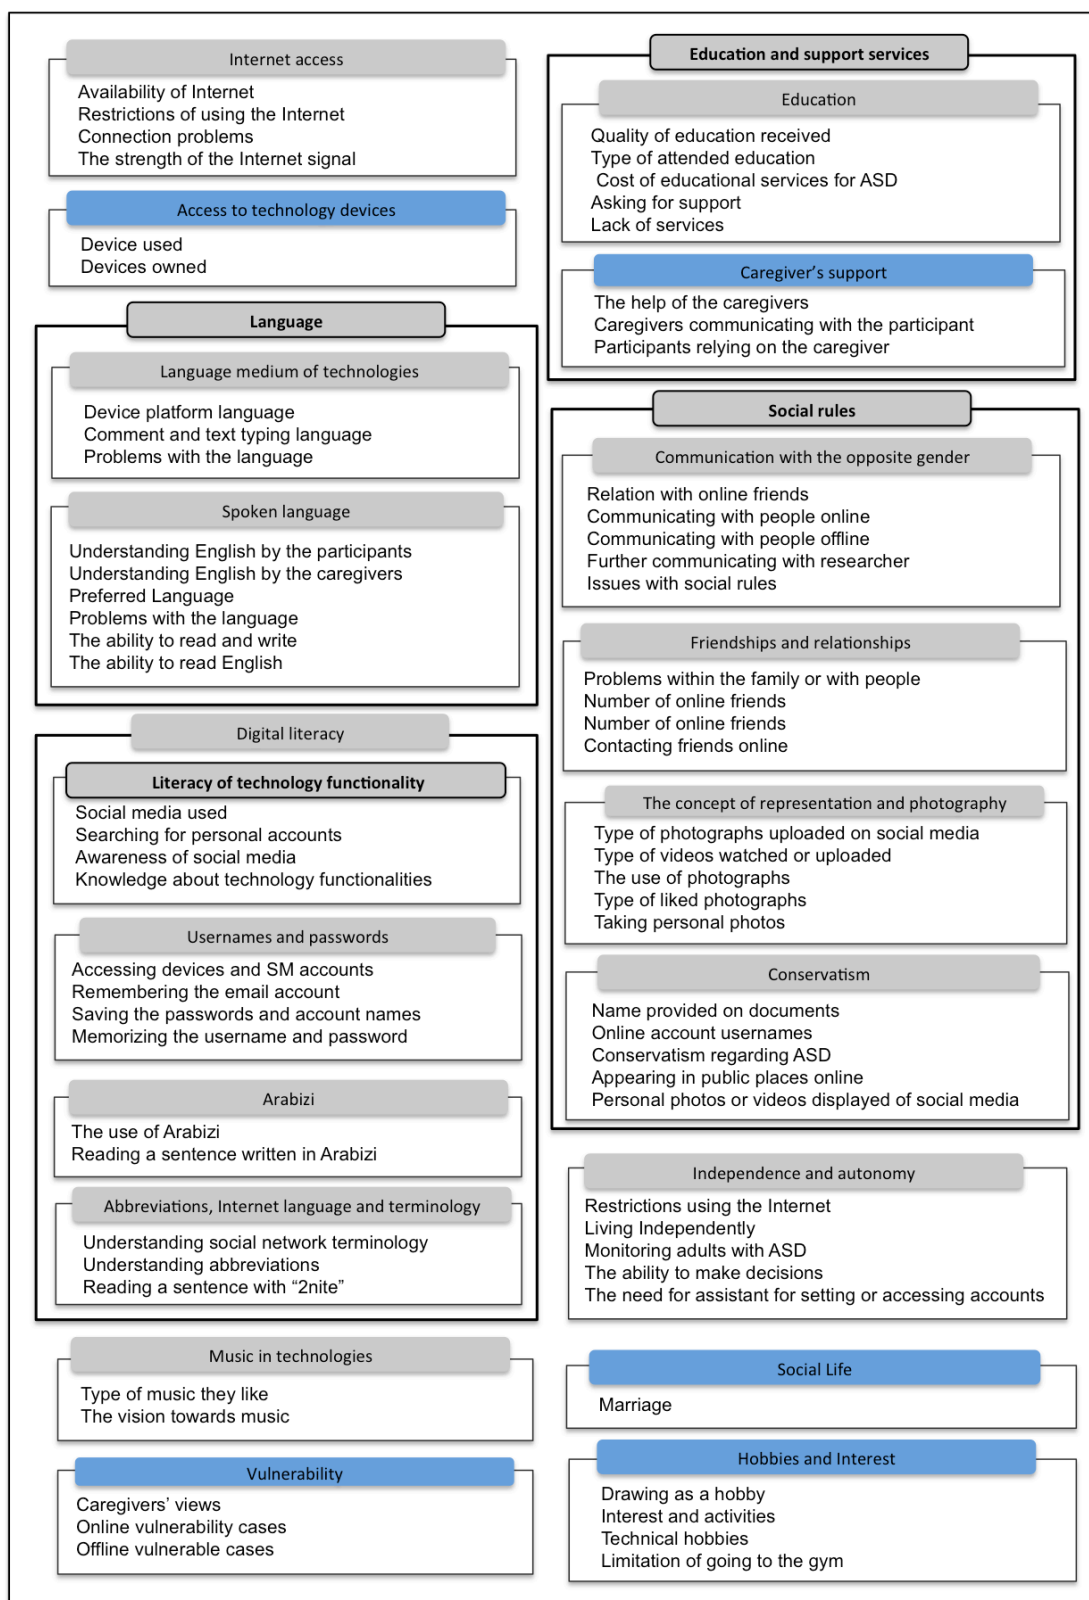 Internet access
Availability of Internet
Restrictions of using the Internet
Connection problems
The strength of the Internet signal
Access to technology devices
Device used
Devices owned
Language
Language medium of technologies
Device platform language
Comment and text typing language
Problems with the language
Spoken language
Understanding English by the participants
Understanding English by the caregivers
Preferred Language
Problems with the language
The ability to read and write
The ability to read English
Digital literacy
Literacy of technology functionality
Social media used
Searching for personal accounts
Awareness of social media
Knowledge about technology functionalities
Usernames and passwords
Accessing devices and SM accounts
Remembering the email account
Saving the passwords and account names
Memorizing the username and password
Arabizi
The use of Arabizi
Reading a sentence written in Arabizi
Abbreviations, Internet language and terminology
Understanding social network terminology
Understanding abbreviations
Reading a sentence with “2nite”
Music in technologies
Type of music they like
The vision towards music
Vulnerability
Caregivers’ views
Online vulnerability cases
Offline vulnerable cases
Education and support services
Education
Quality of education received
Type of attended education
Cost of educational services for ASD
Asking for support
Lack of services
Caregiver’s support
The help of the caregivers
Caregivers communicating with the participant
Participants relying on the caregiver
Social rules
Communication with the opposite gender
Relation with online friends
Communicating with people online
Communicating with people offline
Further communicating with researcher
Issues with social rules
Friendships and relationships
Problems within the family or with people
Number of online friends
Number of online friends
Contacting friends online
The concept of representation and photography
Type of photographs uploaded on social media
Type of videos watched or uploaded
The use of photographs
Type of liked photographs
Taking personal photos
Conservatism
Name provided on documents
Online account usernames
Conservatism regarding ASD
Appearing in public places online
Personal photos or videos displayed of social media
Independence and autonomy
Restrictions using the Internet
Living Independently
Monitoring adults with ASD
The ability to make decisions
The need for assistant for setting or accessing accounts
Social Life
Marriage
Hobbies and Interest
Drawing as a hobby
Interest and activities
Technical hobbies
Limitation of going to the gym